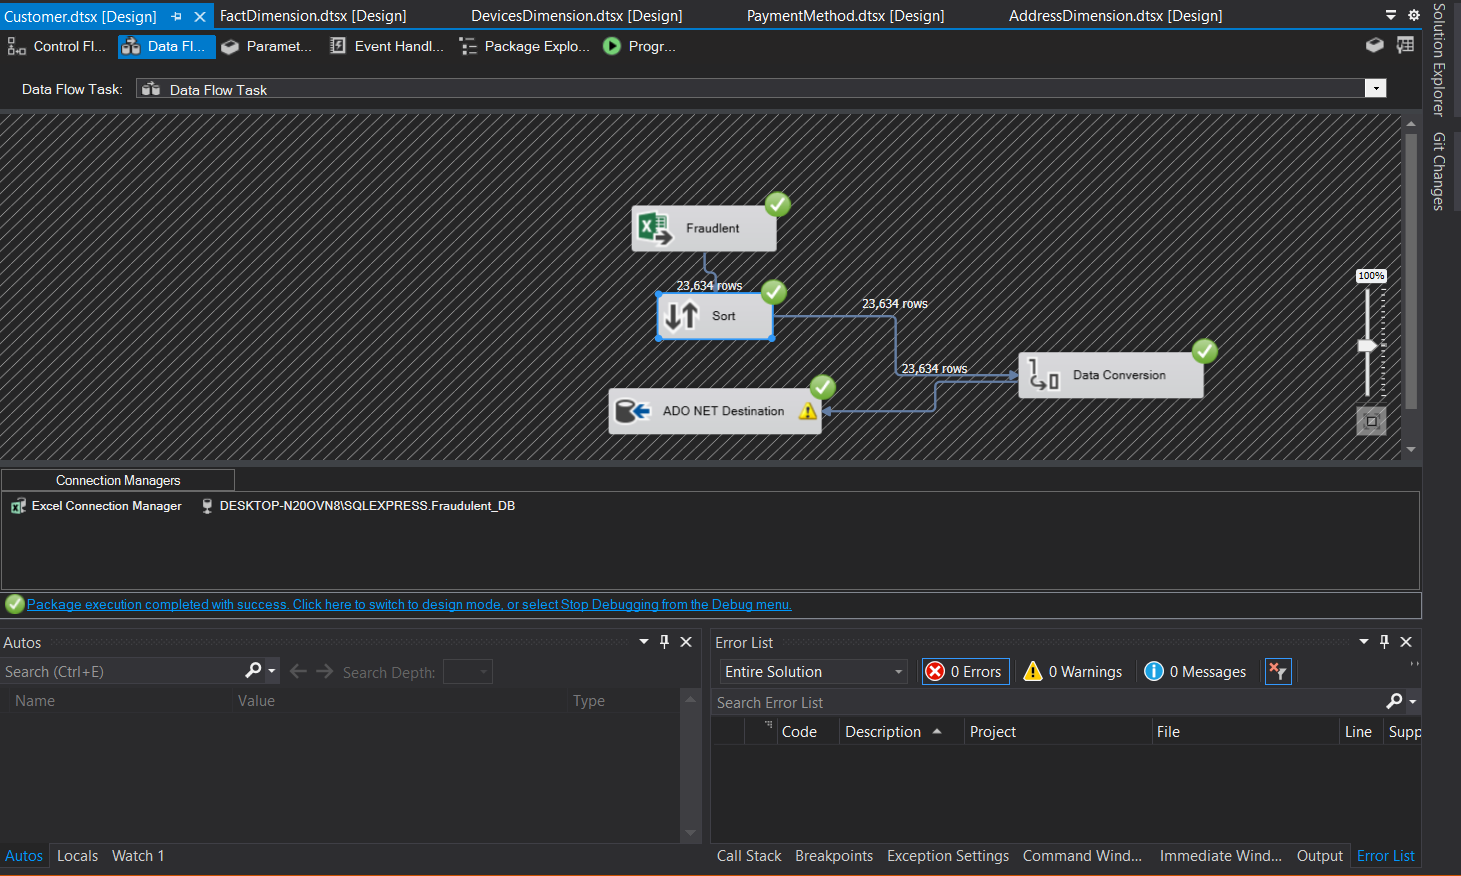 Customer.dtsx [Design] FactDimension.dtsx [Design] DevicesDimension.dtsx [Design] PaymentMethod.dtsx [Design] AddressDimension.dtsx [Design]
Control Fl... Data Fl... Paramet... Event Handl... Package Explo... Progr...
Data Flow Task: Data Flow Task
Solution Explorer
Git Changes
Fraudlent
23,634 rows
Sort
23,634 rows
23,634 rows
Data Conversion
ADO NET Destination
100%
Connection Managers
Excel Connection Manager DESKTOP-N20OVN8\SQLEXPRESS.Fraudulent_DB
Package execution completed with success. Click here to switch to design mode, or select Stop Debugging from the Debug menu.
Autos
Search (Ctrl+E) Search Depth:
Name Value Type
Autos Locals Watch 1
Error List
Entire Solution 0 Errors 0 Warnings 0 Messages
Search Error List
Code Description Project File Line Supp
Call Stack Breakpoints Exception Settings Command Wind... Immediate Wind... Output Error List